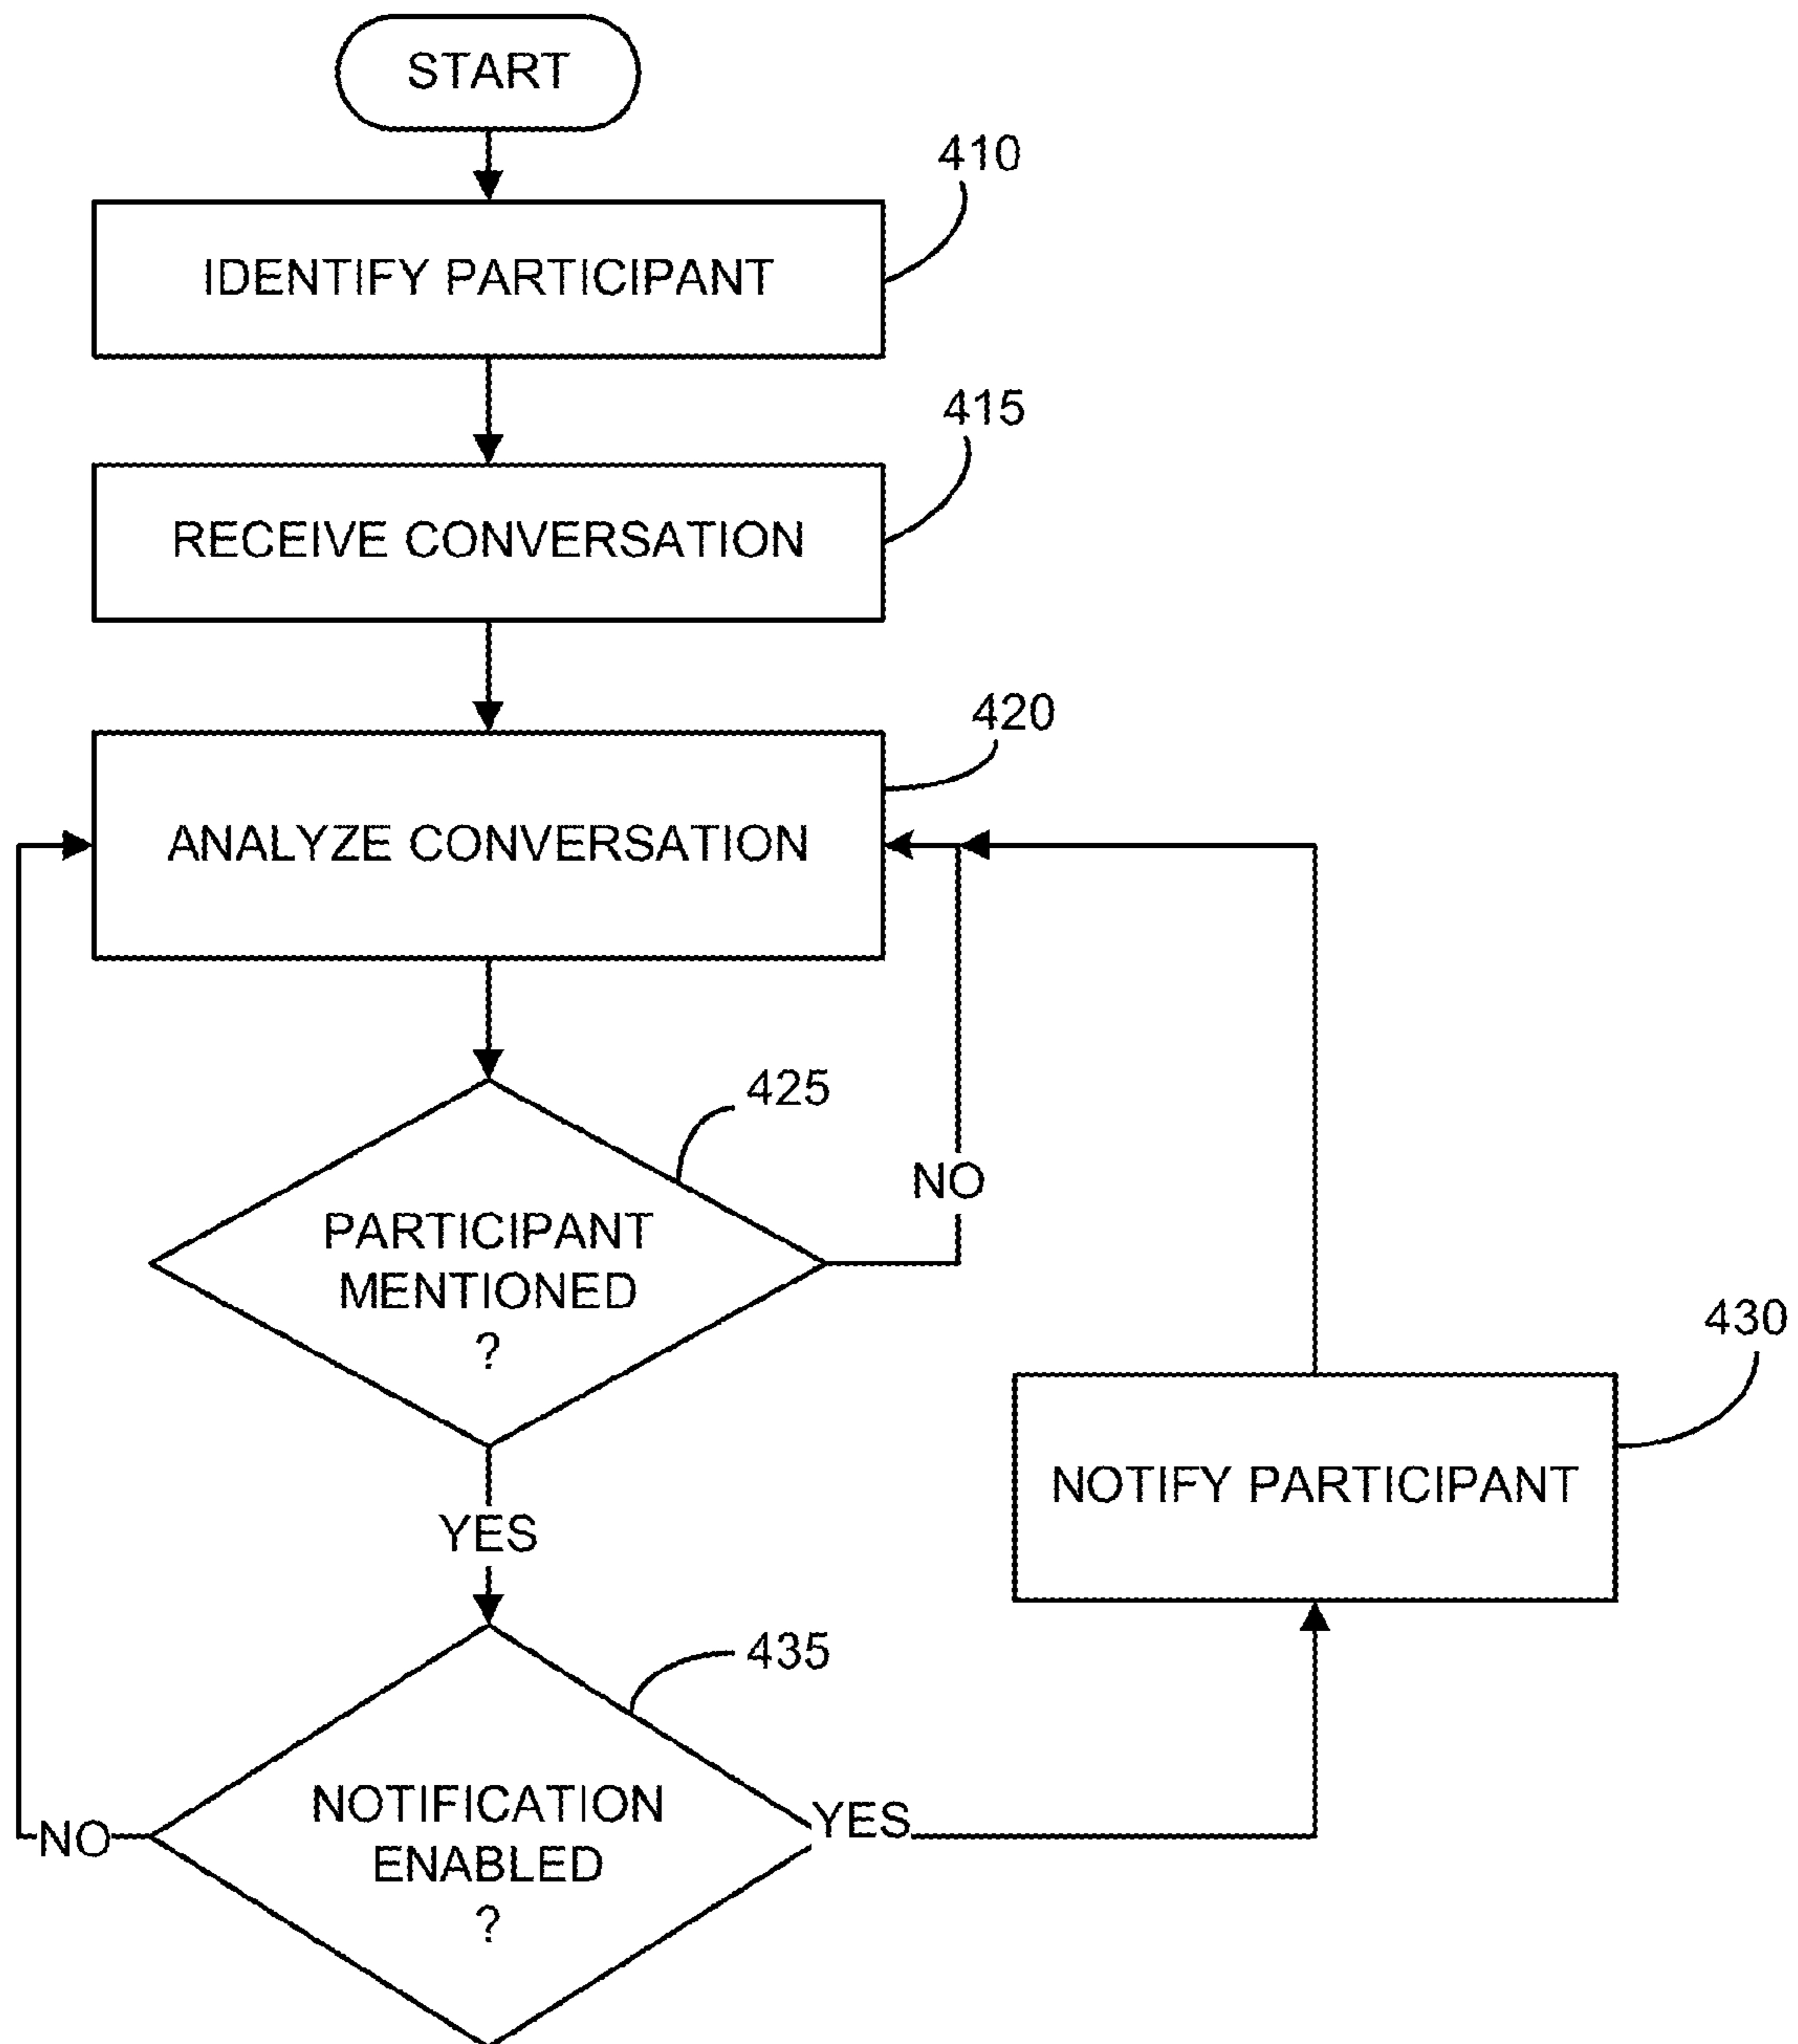 START
410
IDENTIFY PARTICIPANT
415
RECEIVE CONVERSATION
420
ANALYZE CONVERSATION
425
PARTICIPANT
MENTIONED
?
NO
YES
430
NOTIFY PARTICIPANT
435
NOTIFICATION
ENABLED
?
NO
YES